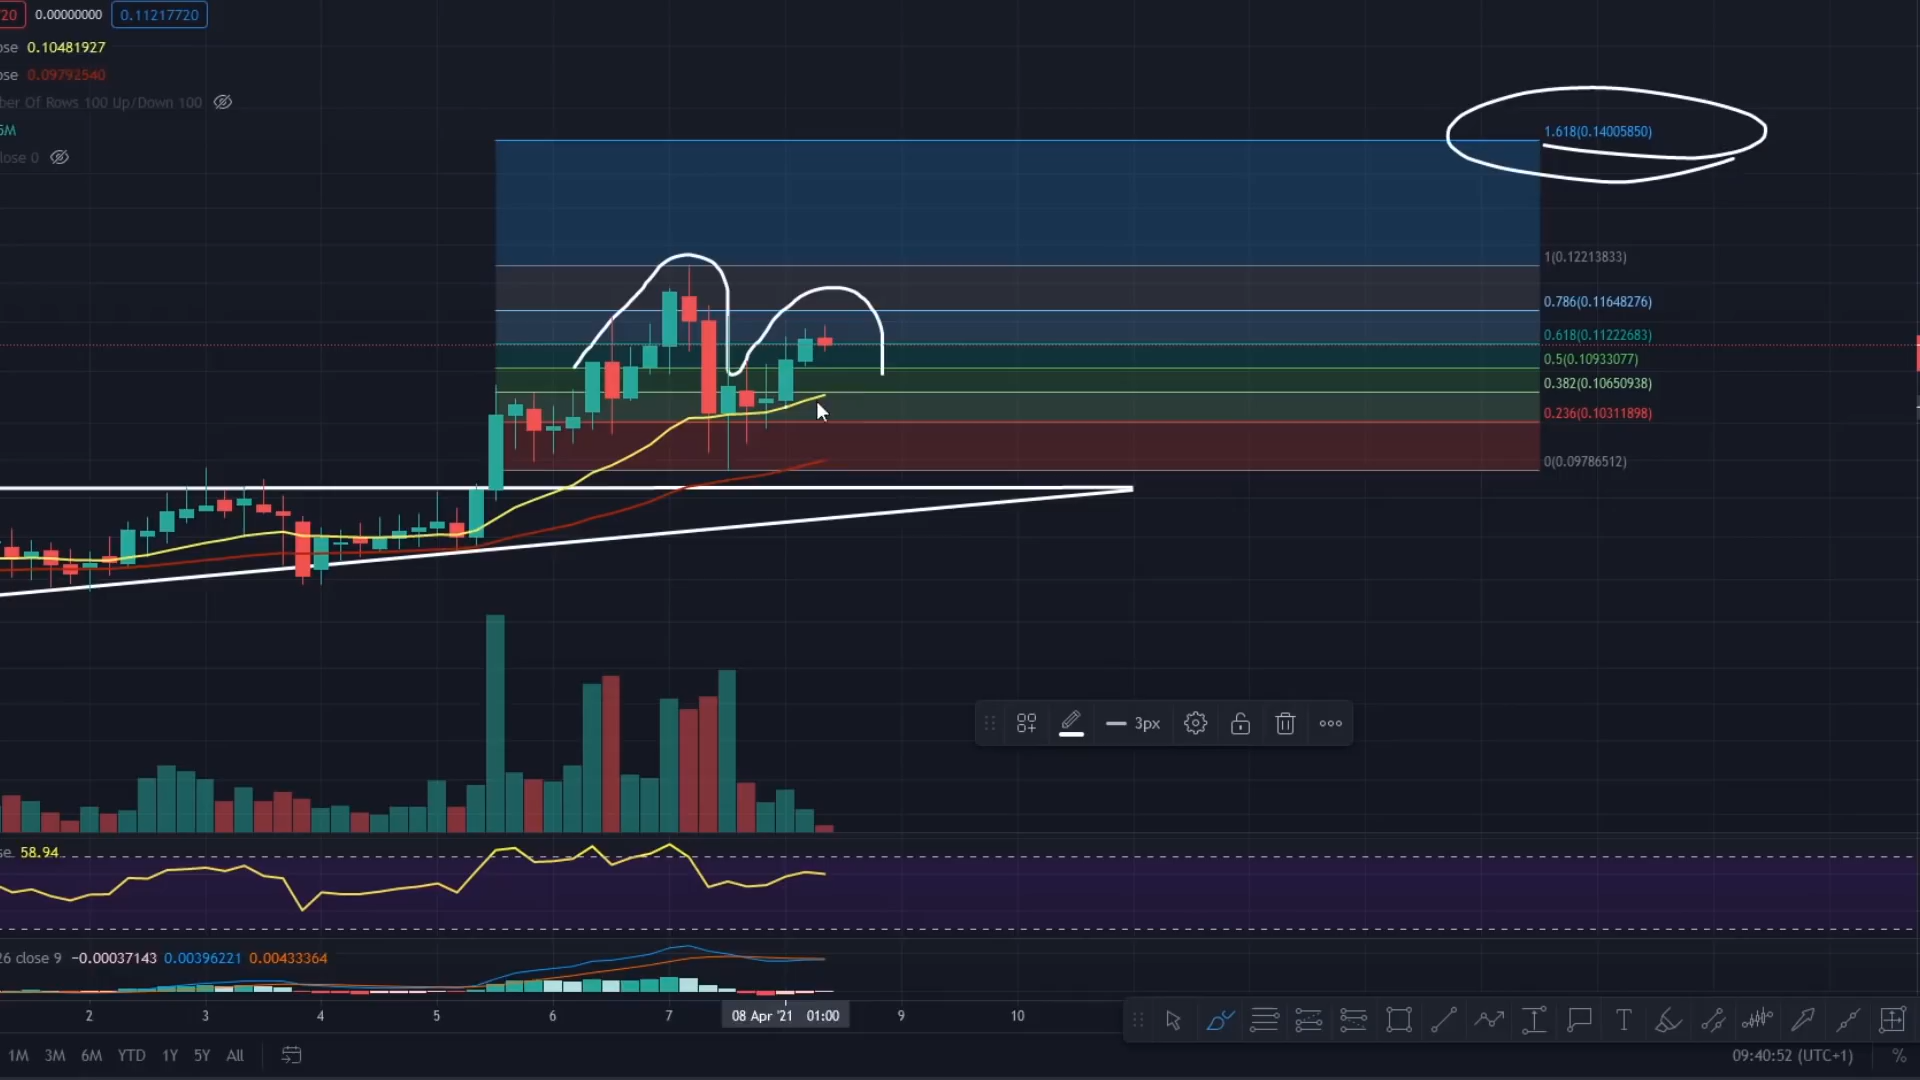 20 0.00000000 0.11217720
ose 0.10481927
ose 0.09792540
ber Of Rows 100 Up/Down 100
5M
lose 0
1.618(0.14005850)
1(0.12213833)
0.786(0.11648276)
0.618(0.11222683)
0.5(0.10933077)
0.382(0.10650938)
0.236(0.10311898)
0(0.09786512)
3px
se 58.94
26 close 9 −0.00037143 0.00396221 0.00433364
2 3 4 5 6 7 08 Apr '21 01:00 9 10
1M 3M 6M YTD 1Y 5Y All 09:40:52 (UTC+1) %